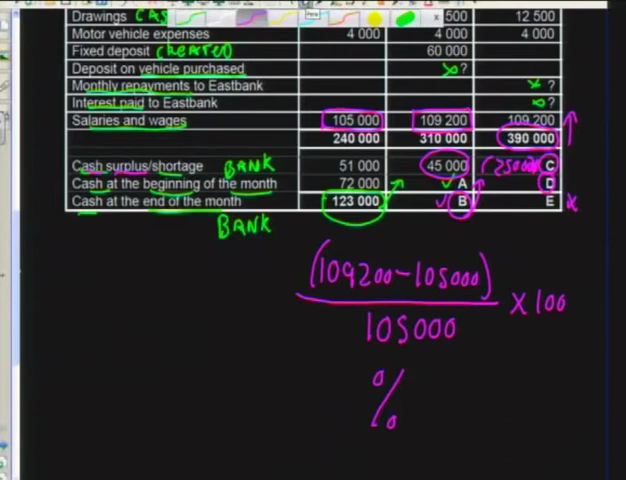 Drawings CAS 500 12 500
Motor vehicle expenses 4 000 4 000 4 000
Fixed deposit (CREATED) 60 000
Deposit on vehicle purchased ?
Monthly repayments to Eastbank ?
Interest paid to Eastbank ?
Salaries and wages 105 000 109 200 109 200
240 000 310 000 390 000
Cash surplus/shortage BANK 51 000 45 000 (25000) C
Cash at the beginning of the month 72 000 A D
Cash at the end of the month 123 000 B E
BANK
(109200-105000)
105000
× 100
%